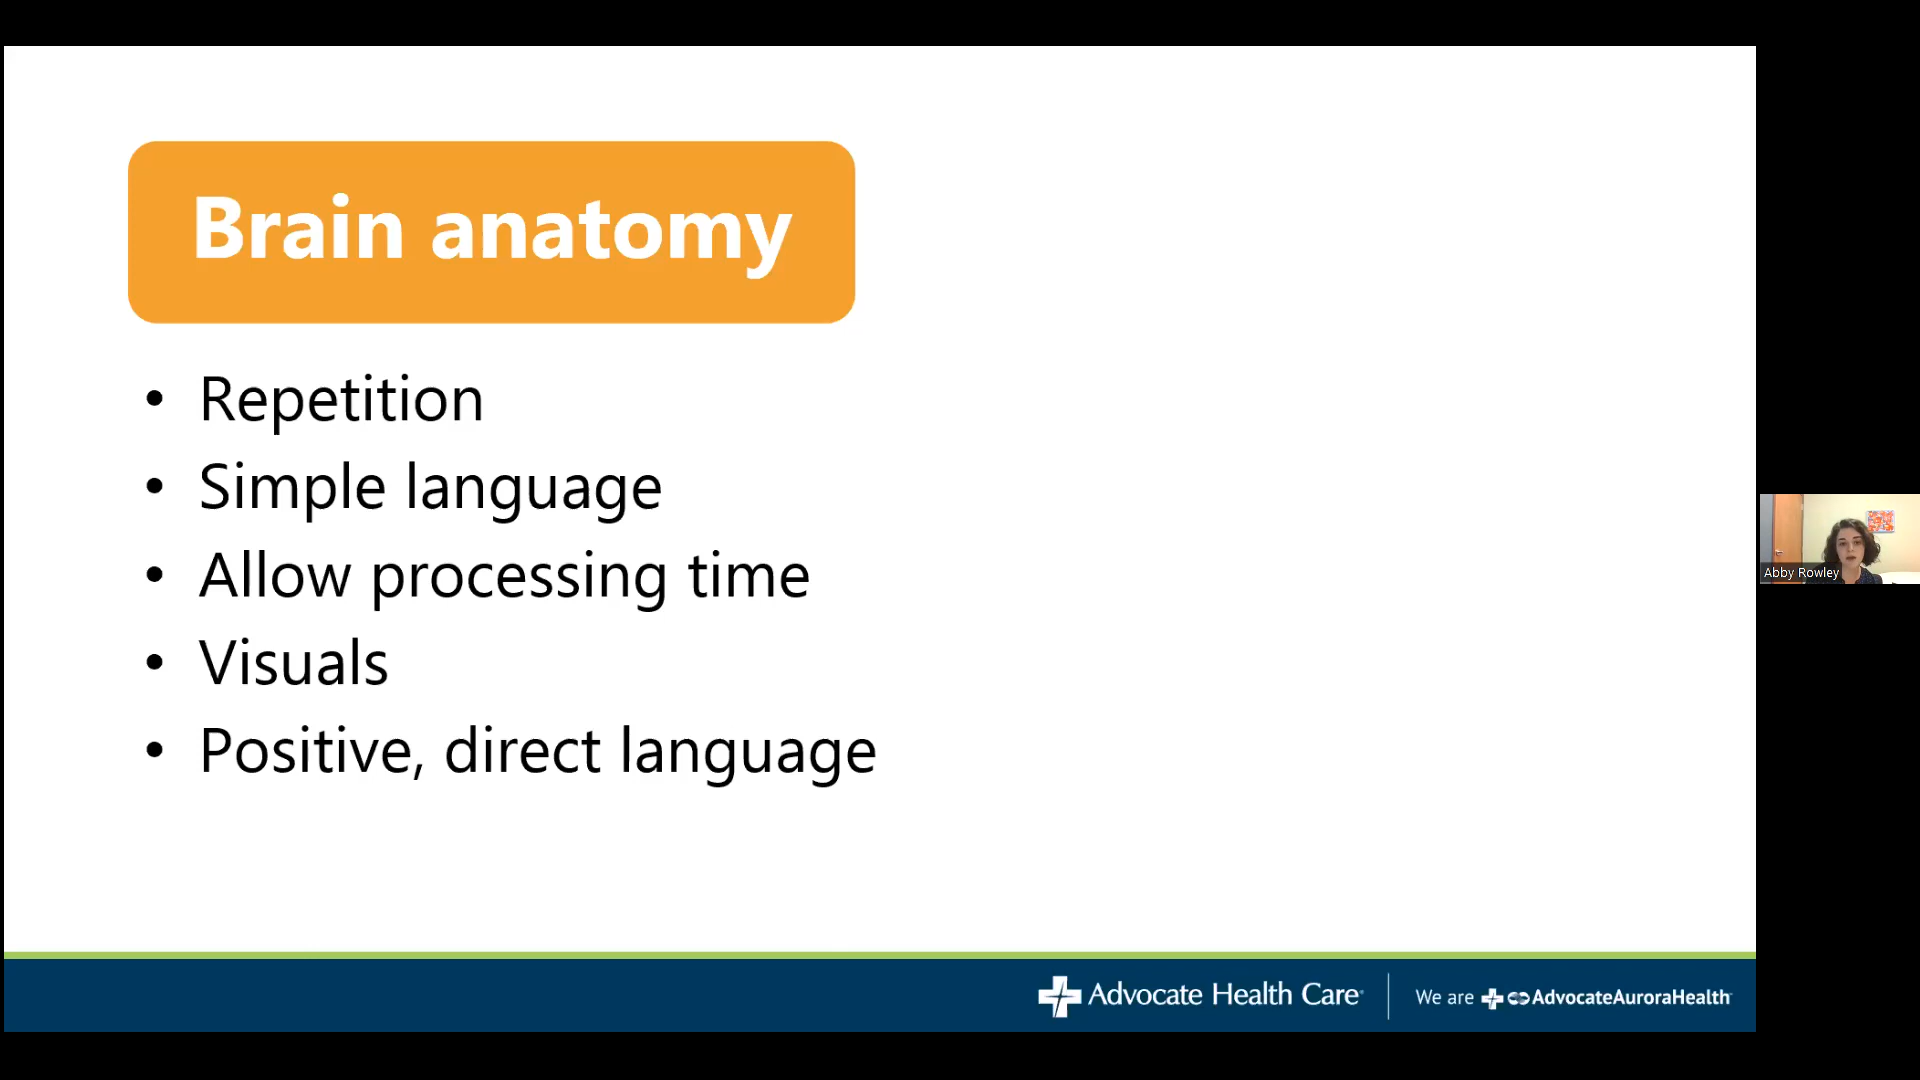 Brain anatomy
• Repetition
• Simple language
• Allow processing time
• Visuals
• Positive, direct language
Abby Rowley
Advocate Health Care®
We are AdvocateAuroraHealth™